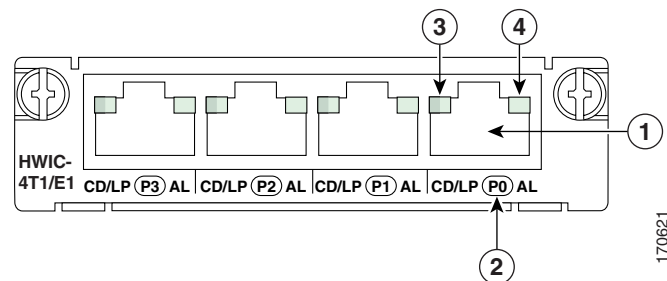 3 4
1
HWIC-
4T1/E1 CD/LP P3 AL CD/LP P2 AL CD/LP P1 AL CD/LP P0 AL
2
170621